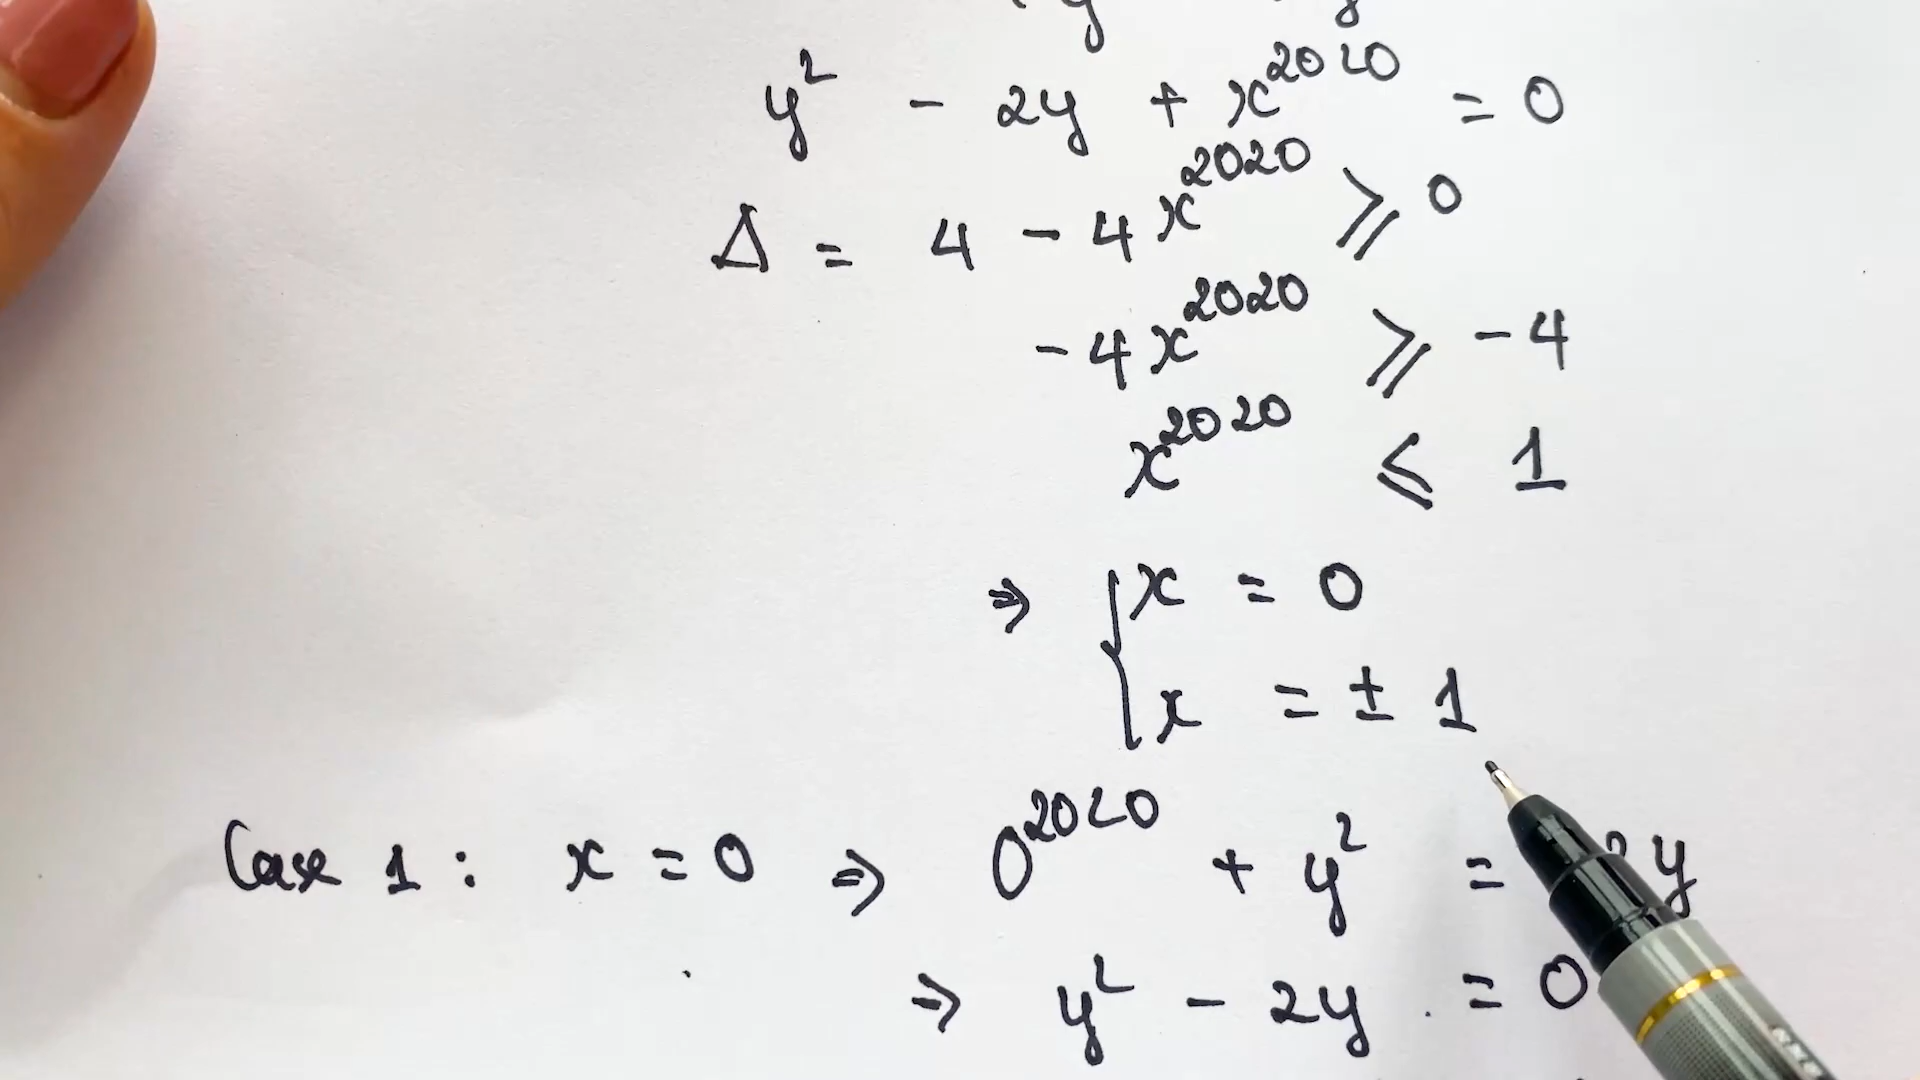 y² - 2y + x²⁰²⁰ = 0
Δ = 4 - 4x²⁰²⁰ ⩾ 0
-4x²⁰²⁰ ⩾ -4
x²⁰²⁰ ≤ 1
⇒ { x = 0
x = ± 1
Case 1 : x = 0 ⇒ 0²⁰²⁰ + y² = 2y
⇒ y² - 2y = 0